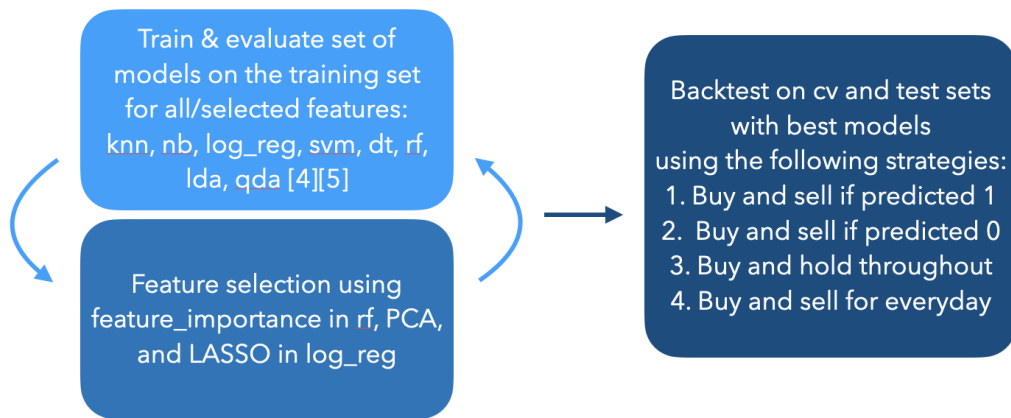 Train & evaluate set of
models on the training set
for all/selected features:
knn, nb, log_reg, svm, dt, rf,
lda, qda [4][5]
Feature selection using
feature_importance in rf, PCA,
and LASSO in log_reg
Backtest on cv and test sets
with best models
using the following strategies:
1. Buy and sell if predicted 1
2. Buy and sell if predicted 0
3. Buy and hold throughout
4. Buy and sell for everyday